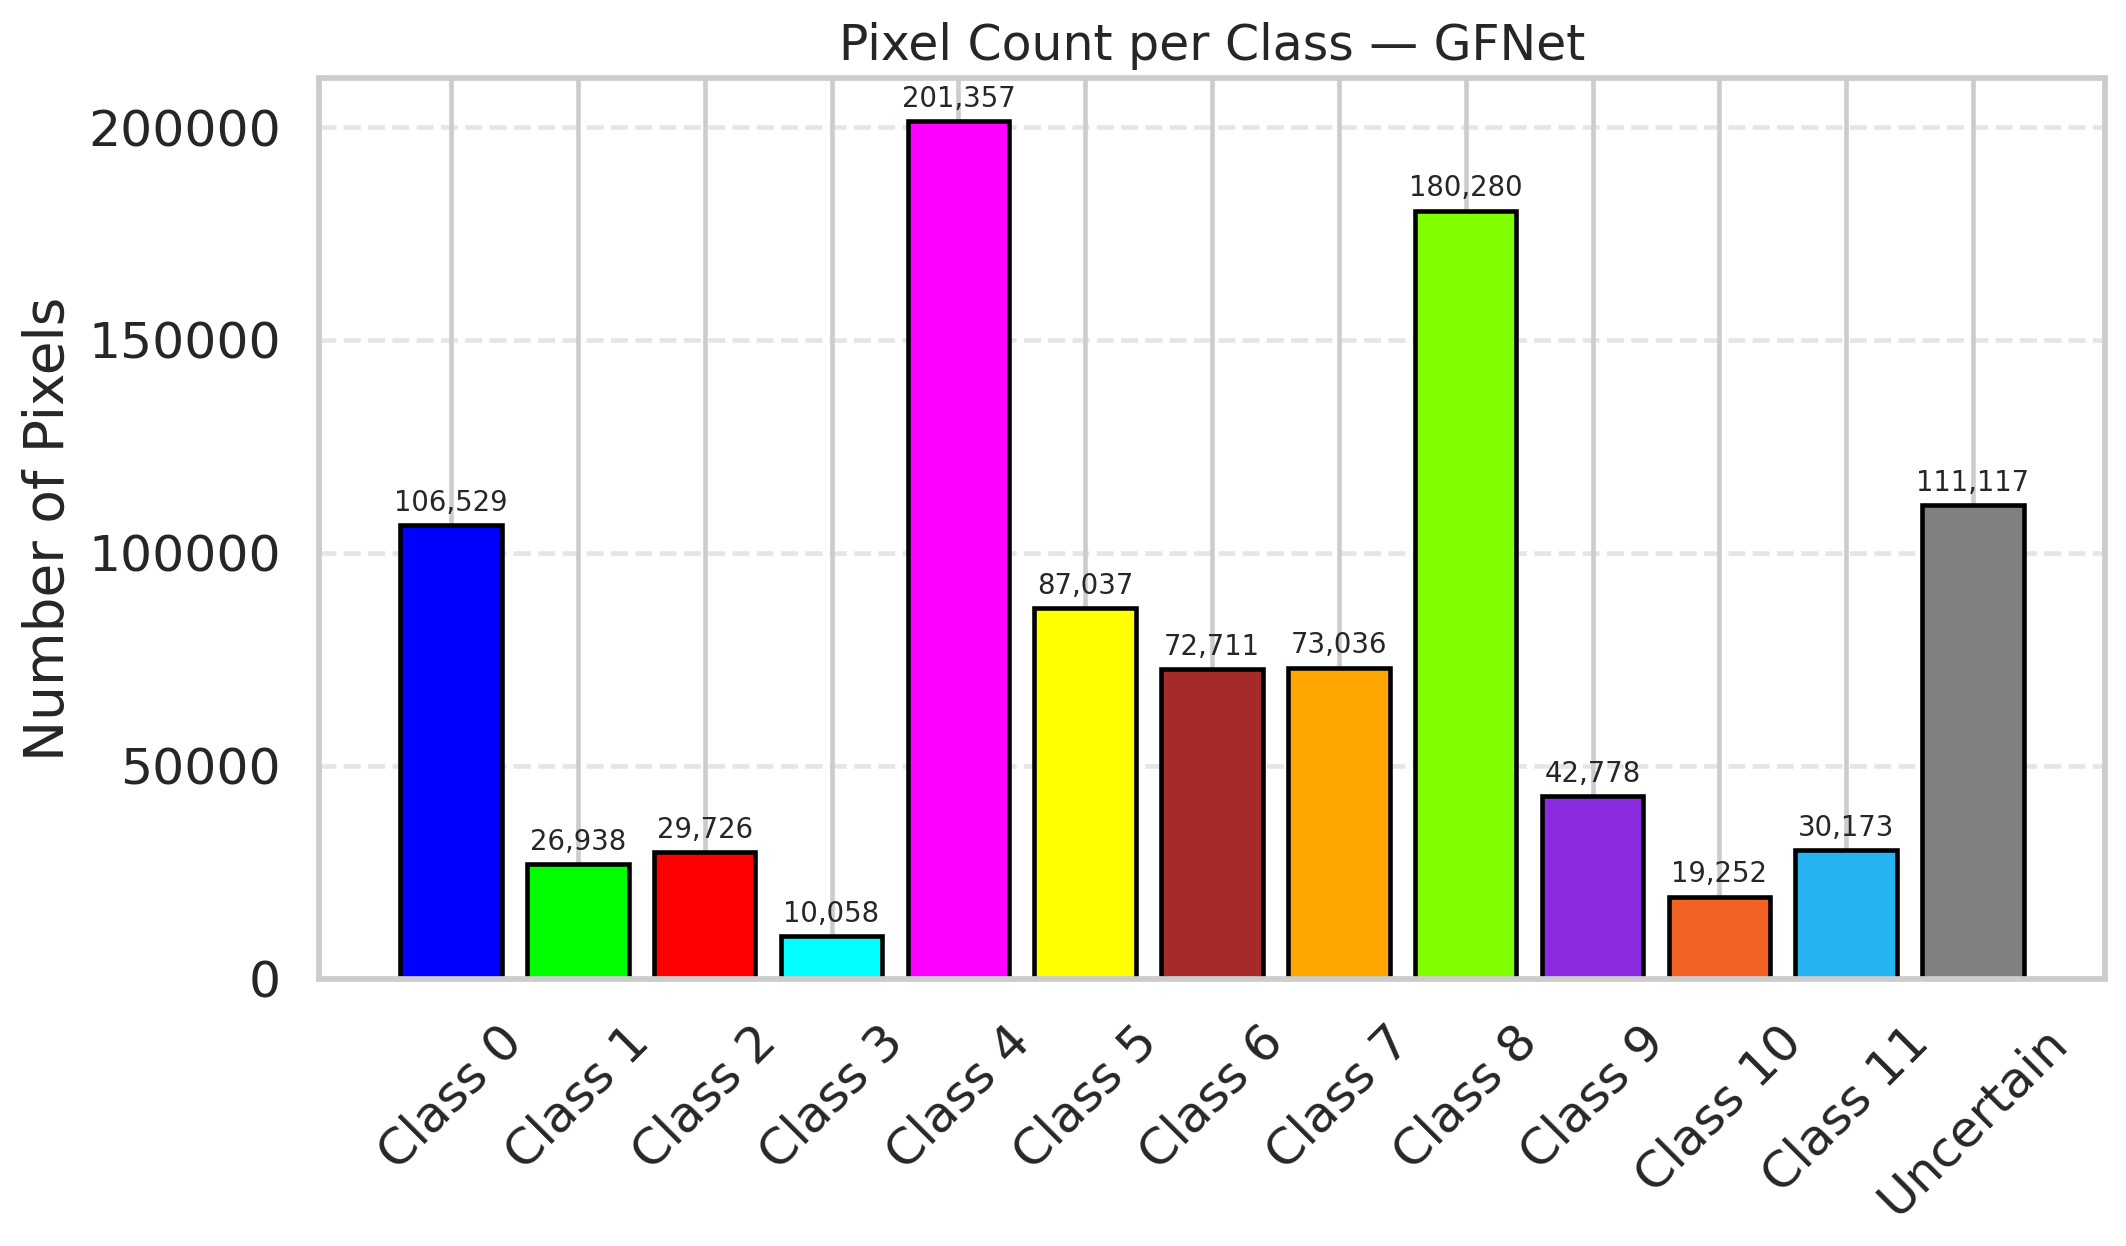 Pixel Count per Class — GFNet
Number of Pixels
200000
150000
100000
50000
0
106,529
26,938
29,726
10,058
201,357
87,037
72,711
73,036
180,280
42,778
19,252
30,173
111,117
Class 0
Class 1
Class 2
Class 3
Class 4
Class 5
Class 6
Class 7
Class 8
Class 9
Class 10
Class 11
Uncertain